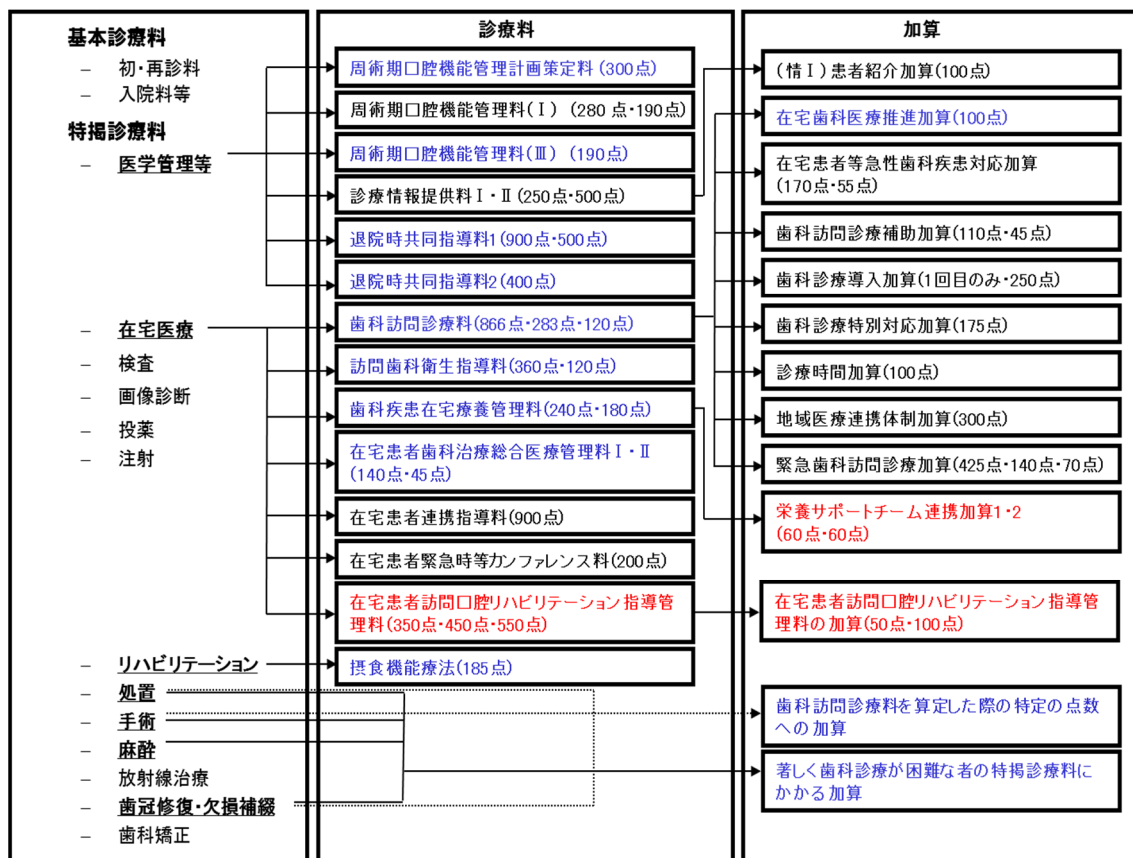 基本診療料
－ 初・再診料
－ 入院料等
特掲診療料
－ 医学管理等
－ 在宅医療
－ 検査
－ 画像診断
－ 投薬
－ 注射
－ リハビリテーション
－ 処置
－ 手術
－ 麻酔
－ 放射線治療
－ 歯冠修復・欠損補綴
－ 歯科矯正
診療料
周術期口腔機能管理計画策定料 (300点)
周術期口腔機能管理料(Ⅰ) (280 点・190点)
周術期口腔機能管理料(Ⅲ) (190点)
診療情報提供料Ⅰ・Ⅱ(250点・500点)
退院時共同指導料1(900点・500点)
退院時共同指導料2(400点)
歯科訪問診療料(866点・283点・120点)
訪問歯科衛生指導料(360点・120点)
歯科疾患在宅療養管理料(240点・180点)
在宅患者歯科治療総合医療管理料Ⅰ・Ⅱ
(140点・45点)
在宅患者連携指導料(900点)
在宅患者緊急時等カンファレンス料(200点)
在宅患者訪問口腔リハビリテーション指導管
理料(350点・450点・550点)
摂食機能療法(185点)
加算
(情Ⅰ)患者紹介加算(100点)
在宅歯科医療推進加算(100点)
在宅患者等急性歯科疾患対応加算
(170点・55点)
歯科訪問診療補助加算(110点・45点)
歯科診療導入加算(1回目のみ・250点)
歯科診療特別対応加算(175点)
診療時間加算(100点)
地域医療連携体制加算(300点)
緊急歯科訪問診療加算(425点・140点・70点)
栄養サポートチーム連携加算1・2
(60点・60点)
在宅患者訪問口腔リハビリテーション指導管
理料の加算(50点・100点)
歯科訪問診療料を算定した際の特定の点数
への加算
著しく歯科診療が困難な者の特掲診療料に
かかる加算